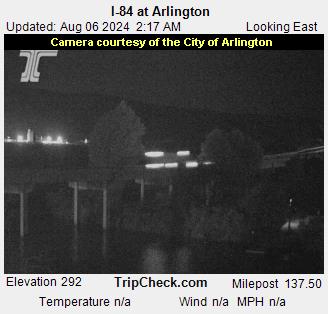 I-84 at Arlington
Updated: Aug 06 2024 2:17 AM Looking East
Camera courtesy of the City of Arlington
Elevation 292 TripCheck.com Milepost 137.50
Temperature n/a Wind n/a MPH n/a